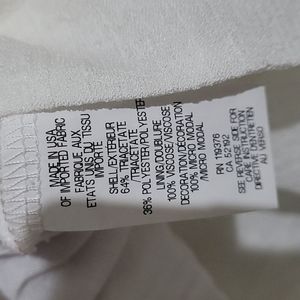 MADE IN USA
OF IMPORTED FABRIC
FABRIQUE AUX
ETATS UNIS DU TISSU
IMPORTE
SHELL/EXTERIEUR
64% TRIACETATE
/TRIACETATE
36% POLYESTER/POLYESTER
LINING/DOUBLURE
100% VISCOSE/VISCOSE
DECORATION/DECORATION
100% MICRO MODAL
/MICRO MODAL
RN 119376
CA 52192
SEE REVERSE SIDE FOR
CARE INSTRUCTION
DIRECTIVE D'ENTRETIEN
AU VERSO